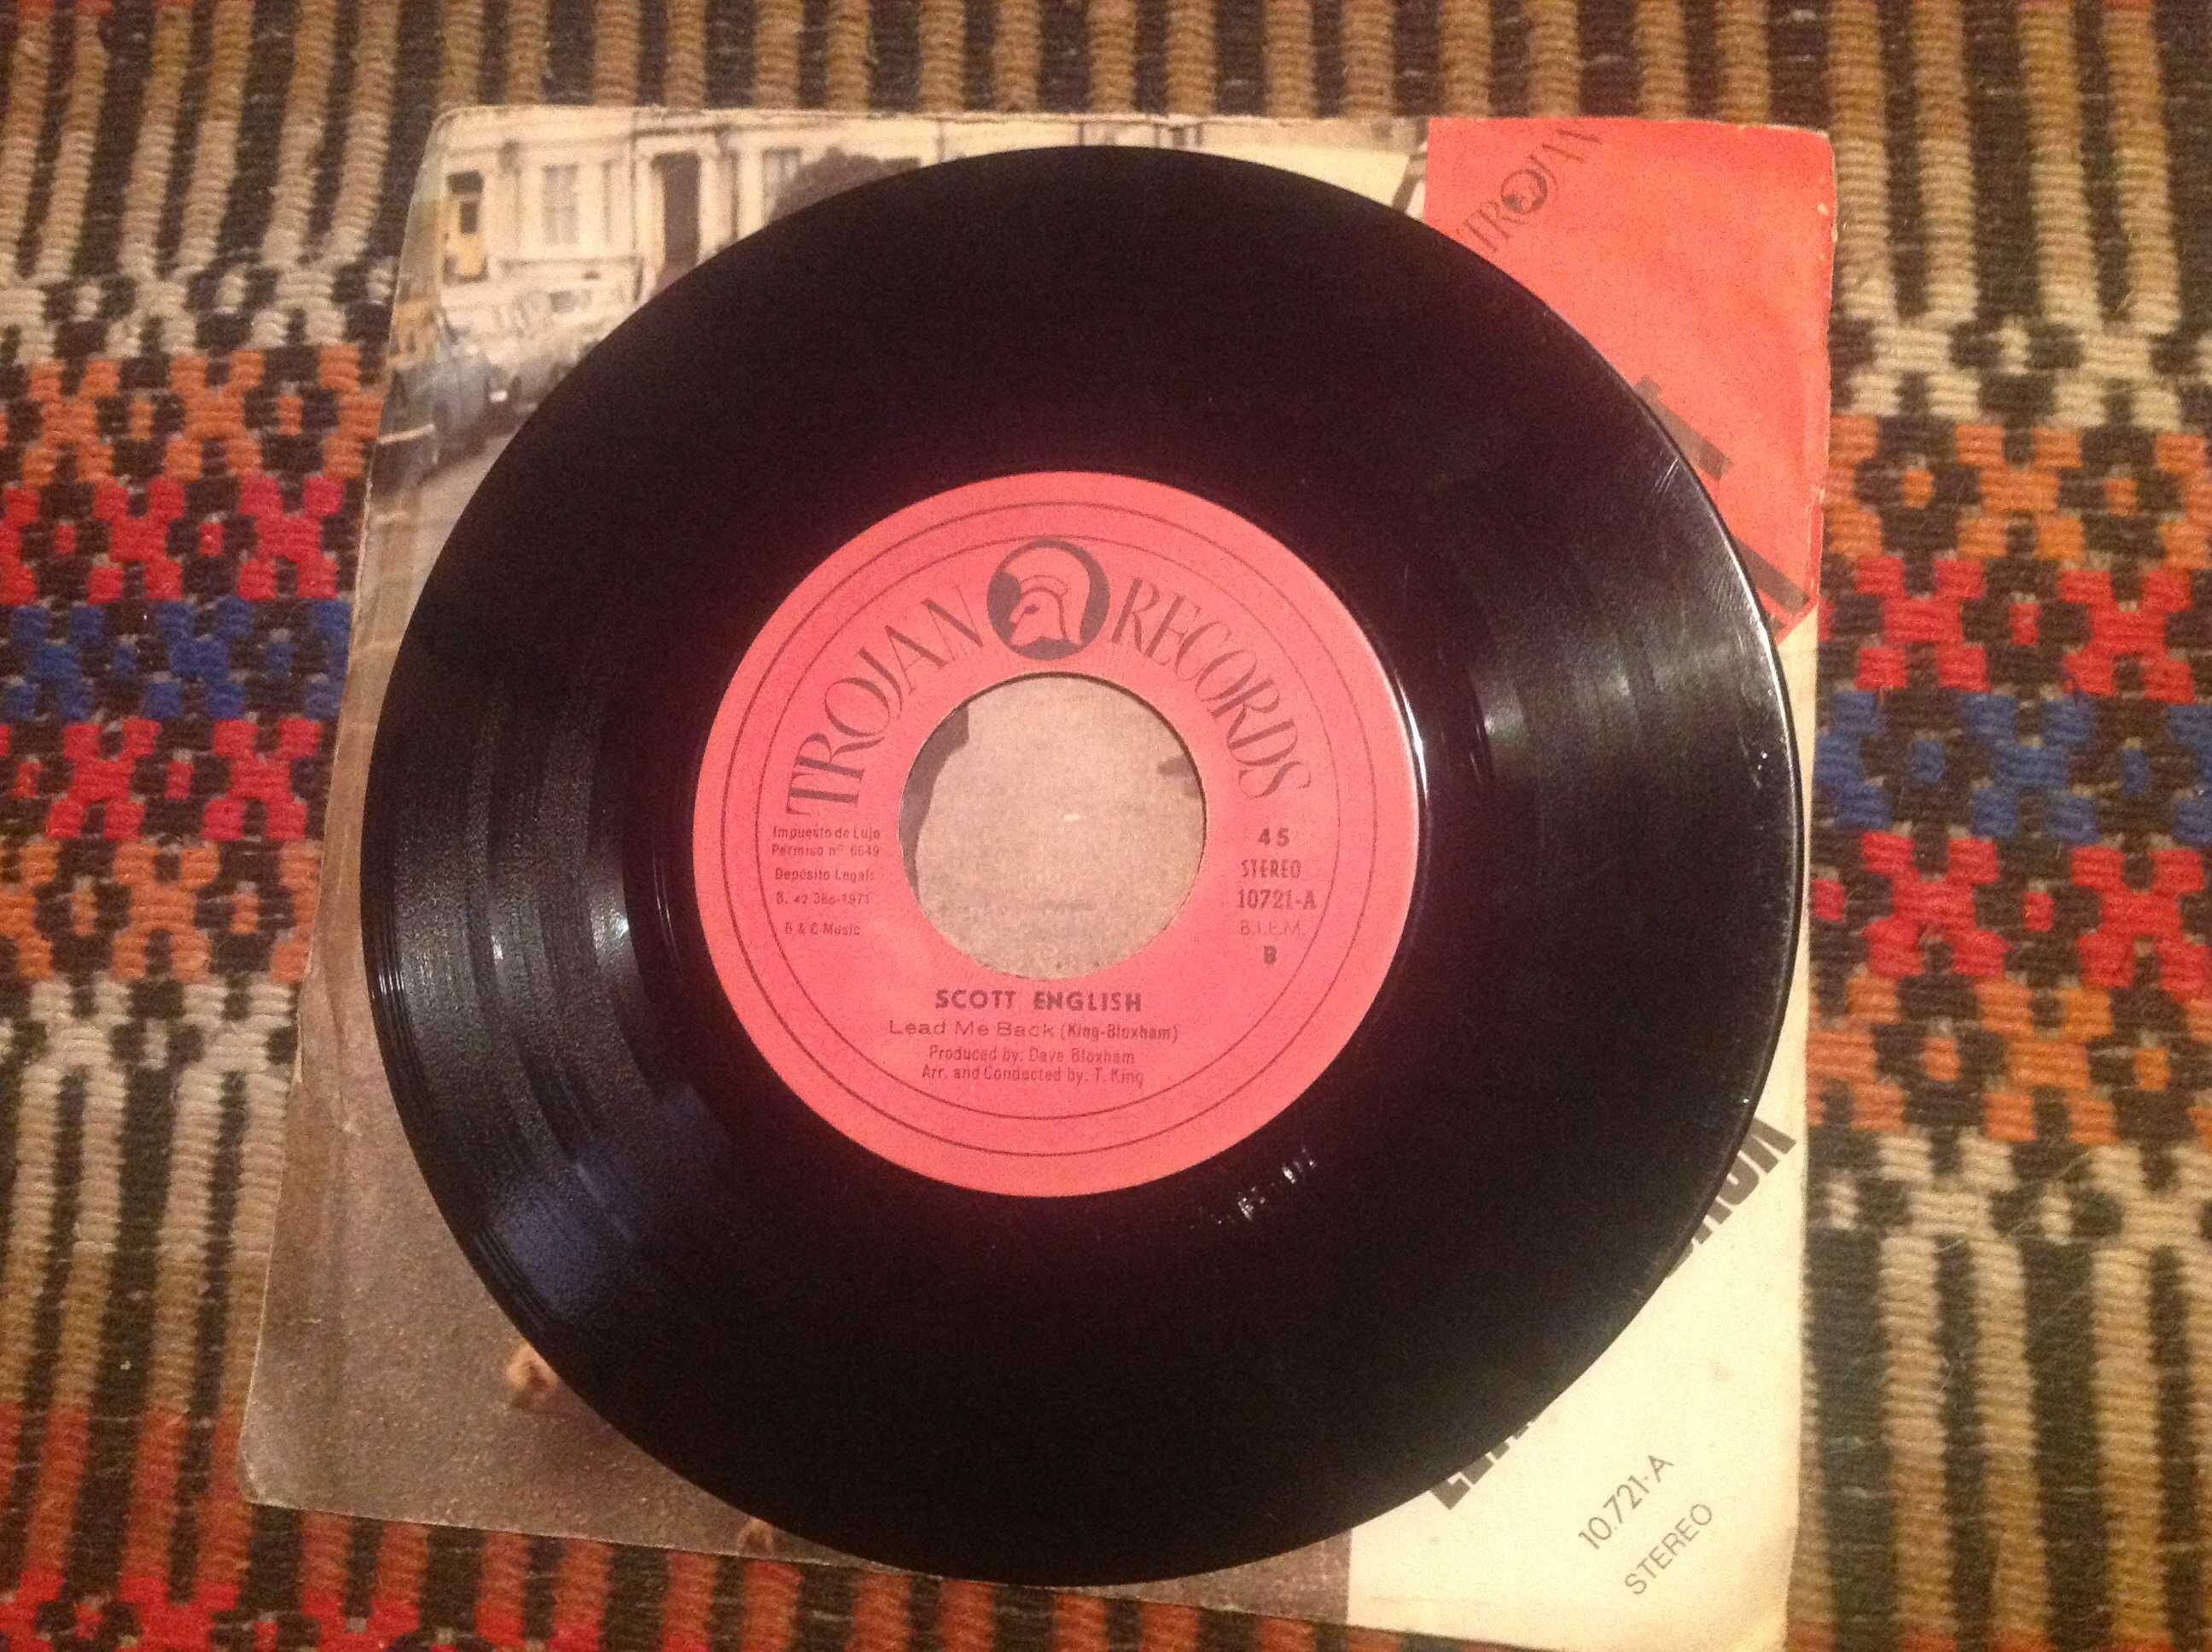 TROJAN
TROJAN RECORDS
Impuesto de Lujo
Permiso nº 6649
Depósito Legal:
B. 42.386-1971
B & C Music
45
STEREO
10721-A
B.I.E.M.
B
SCOTT ENGLISH
Lead Me Back (King-Bloxham)
Produced by: Dave Bloxham
Arr. and Conducted by: T. King
10.721-A
STEREO